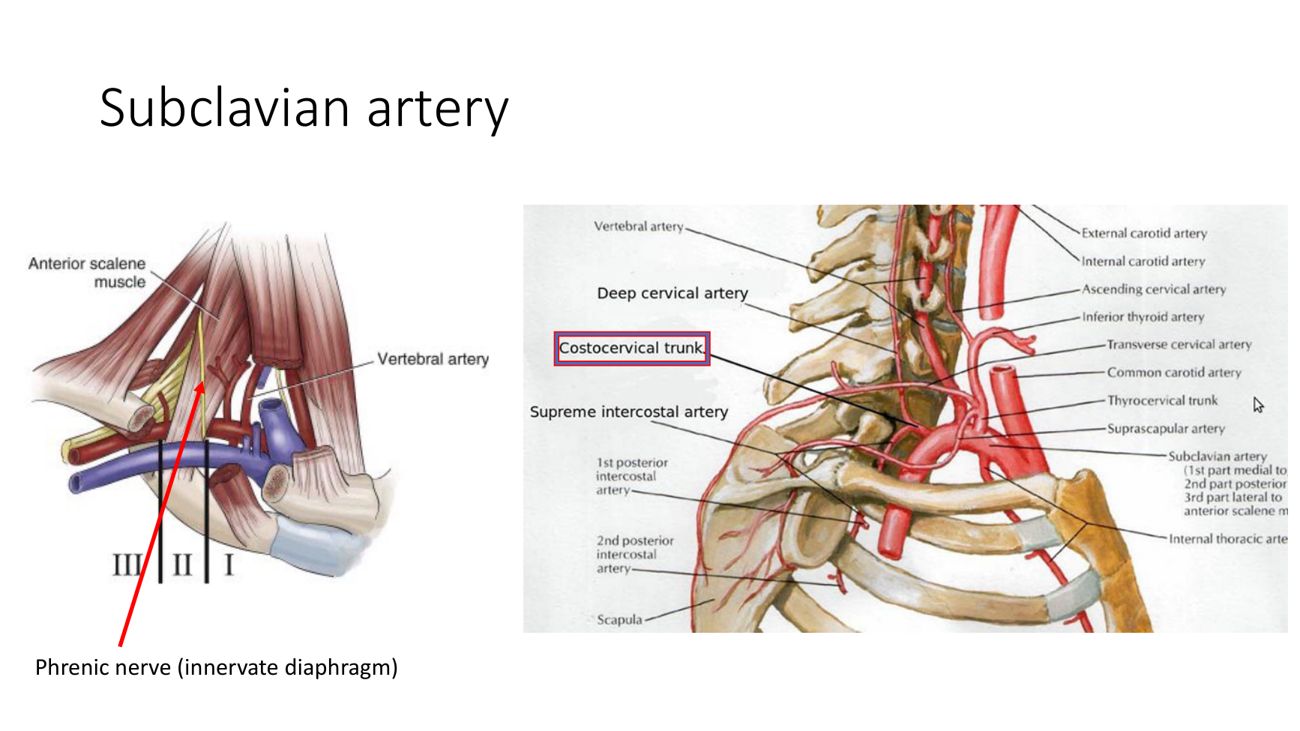 Subclavian artery
Anterior scalene
muscle
Vertebral artery
III
II
I
Phrenic nerve (innervate diaphragm)
Vertebral artery
Deep cervical artery
Costocervical trunk
Supreme intercostal artery
1st posterior
intercostal
artery
2nd posterior
intercostal
artery
Scapula
External carotid artery
Internal carotid artery
Ascending cervical artery
Inferior thyroid artery
Transverse cervical artery
Common carotid artery
Thyrocervical trunk
Suprascapular artery
Subclavian artery
(1st part medial to
2nd part posterior
3rd part lateral to
anterior scalene m
Internal thoracic arte